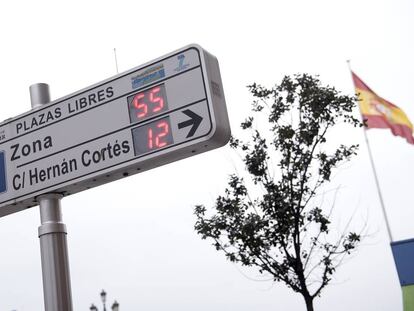 PLAZAS LIBRES
Zona 55
C/ Hernán Cortés 12